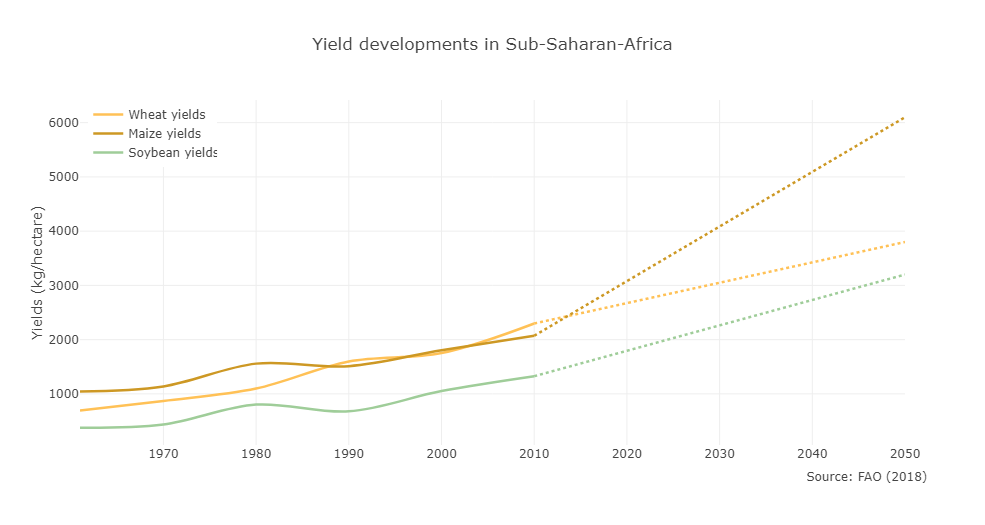 Yield developments in Sub-Saharan-Africa
Wheat yields
Maize yields
Soybean yields
Yields (kg/hectare)
6000
5000
4000
3000
2000
1000
1970 1980 1990 2000 2010 2020 2030 2040 2050
Source: FAO (2018)